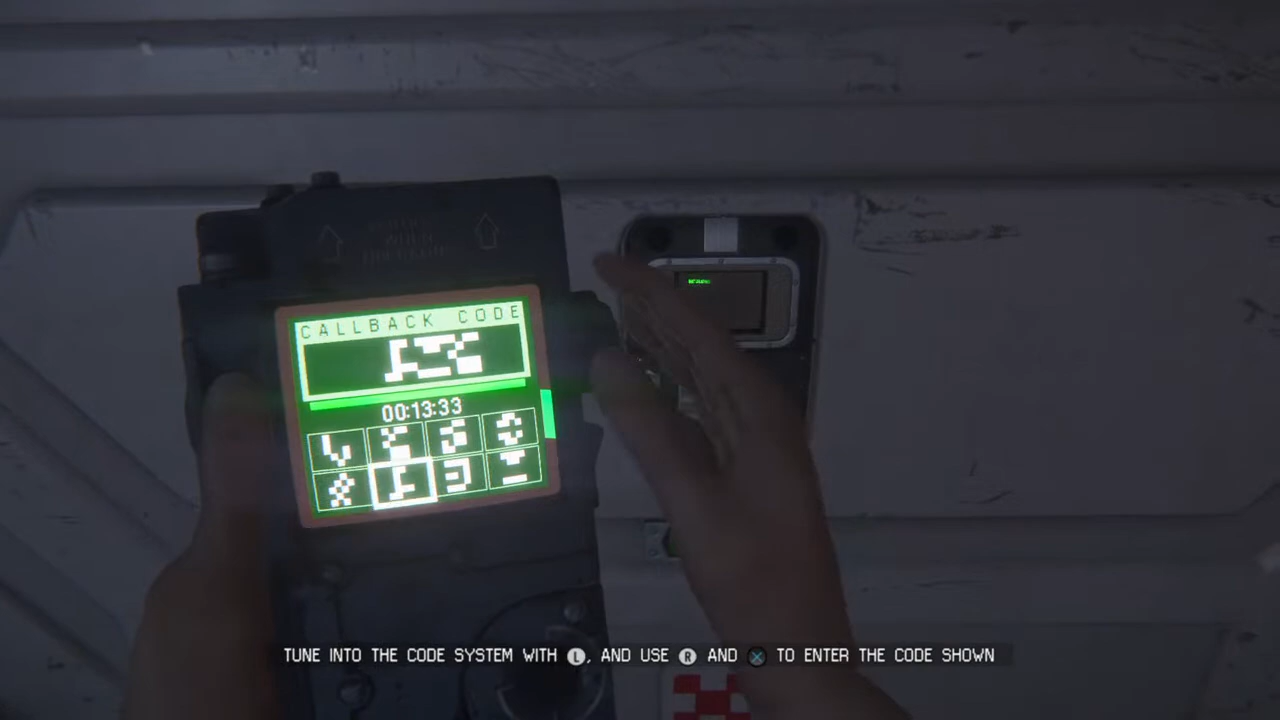 CALLBACK CODE
00:13:33
TUNE INTO THE CODE SYSTEM WITH L, AND USE R AND X TO ENTER THE CODE SHOWN